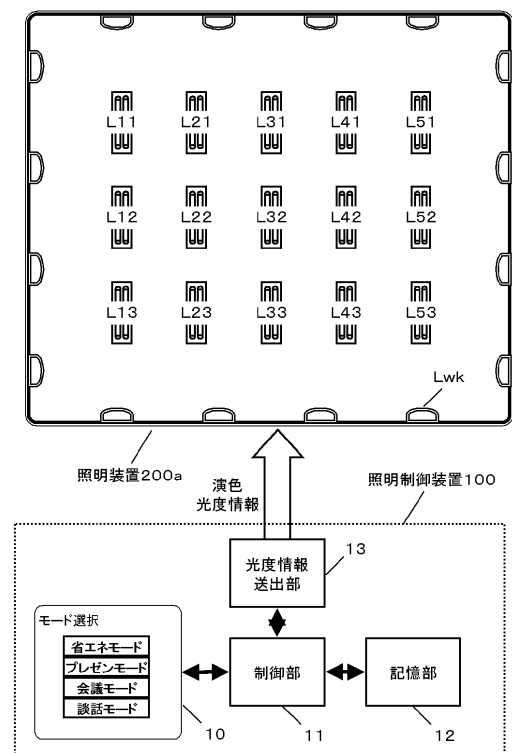 L11 L21 L31 L41 L51
L12 L22 L32 L42 L52
L13 L23 L33 L43 L53
Lwk
照明装置200a
演色
光度情報
照明制御装置100
光度情報
送出部
13
モード選択
省エネモード
プレゼンモード
会議モード
談話モード
制御部
記憶部
10
11
12